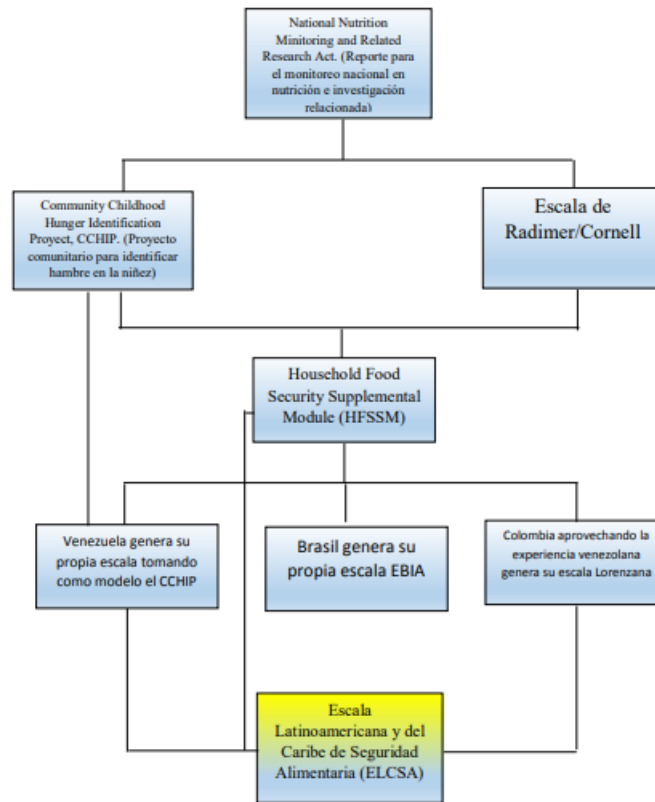 National Nutrition
Minitoring and Related
Research Act. (Reporte para
el monitoreo nacional en
nutrición e investigación
relacionada)
Community Childhood
Hunger Identification
Proyect, CCHIP. (Proyecto
comunitario para identificar
hambre en la niñez)
Escala de
Radimer/Cornell
Household Food
Security Supplemental
Module (HFSSM)
Venezuela genera su
propia escala tomando
como modelo el CCHIP
Brasil genera su
propia escala EBIA
Colombia aprovechando la
experiencia venezolana
genera su escala Lorenzana
Escala
Latinoamericana y del
Caribe de Seguridad
Alimentaria (ELCSA)